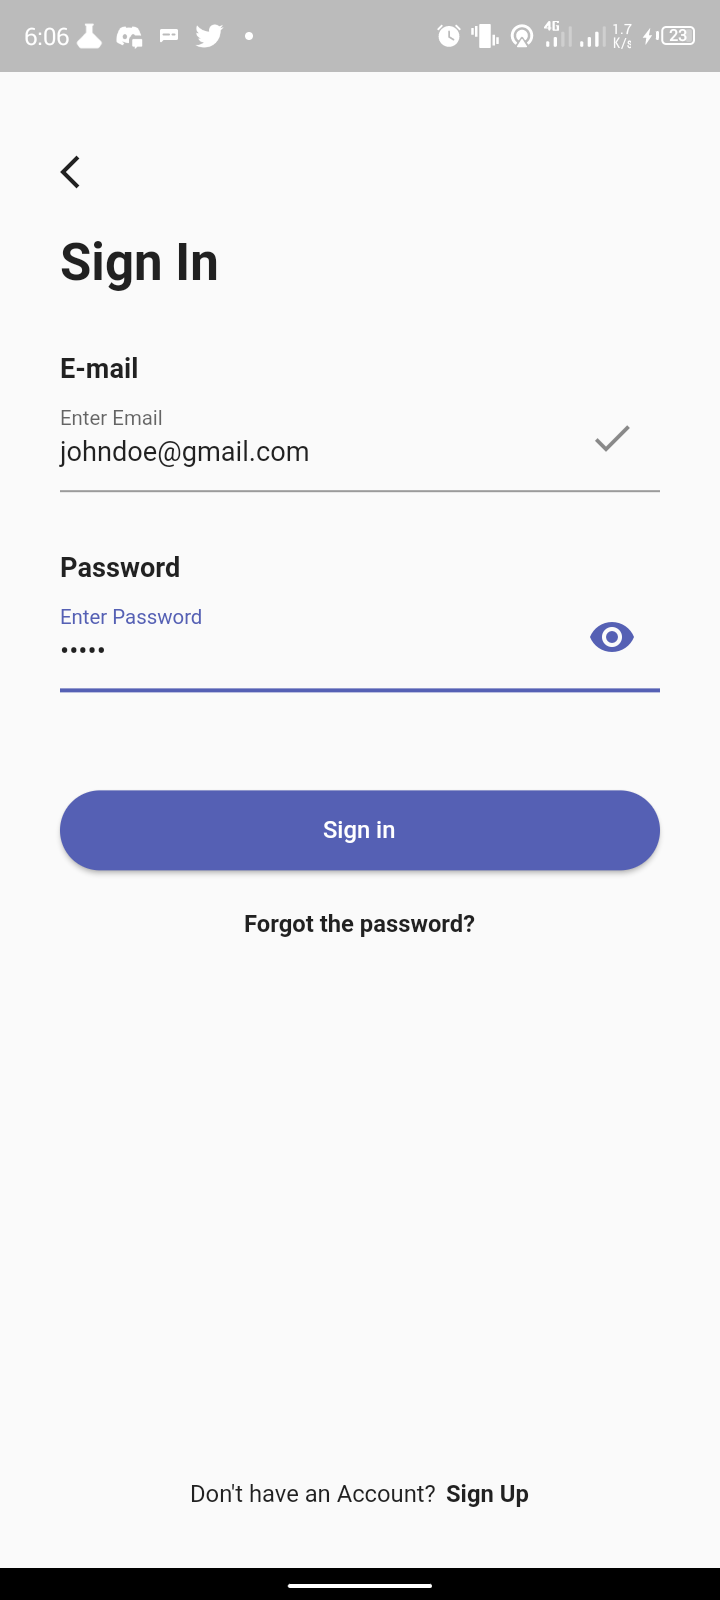 6:06
4G
1.7
K/s
23
Sign In
E-mail
Enter Email
johndoe@gmail.com
Password
Enter Password
•••••
Sign in
Forgot the password?
Don't have an Account? Sign Up